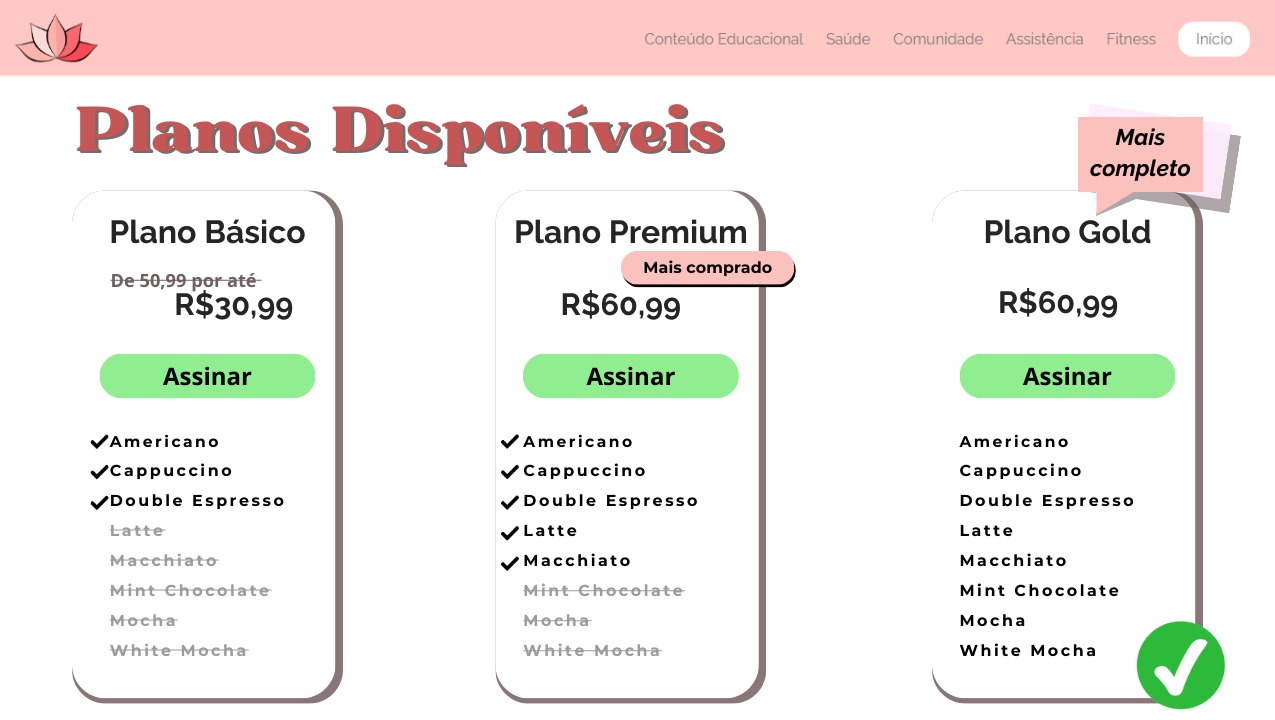 Conteúdo Educacional Saúde Comunidade Assistência Fitness Início
Planos Disponíveis
Mais
completo
Plano Básico
De 50,99 por até
R$30,99
Assinar
Americano
Cappuccino
Double Espresso
Latte
Macchiato
Mint Chocolate
Mocha
White Mocha
Plano Premium
Mais comprado
R$60,99
Assinar
Americano
Cappuccino
Double Espresso
Latte
Macchiato
Mint Chocolate
Mocha
White Mocha
Plano Gold
R$60,99
Assinar
Americano
Cappuccino
Double Espresso
Latte
Macchiato
Mint Chocolate
Mocha
White Mocha